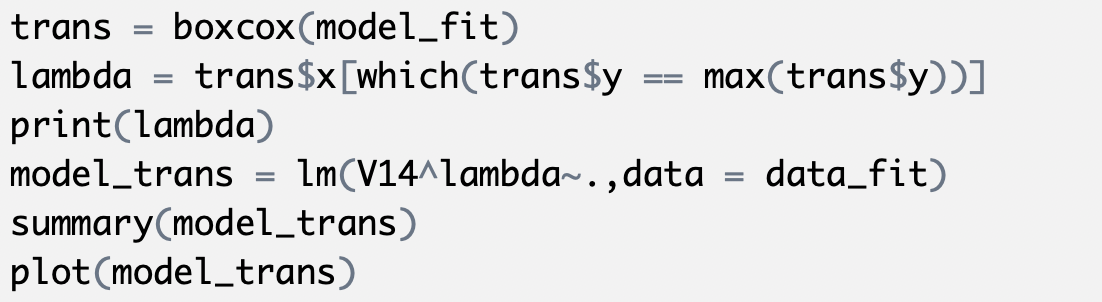 trans = boxcox(model_fit)
lambda = trans$x[which(trans$y == max(trans$y))]
print(lambda)
model_trans = lm(V14^lambda~.,data = data_fit)
summary(model_trans)
plot(model_trans)